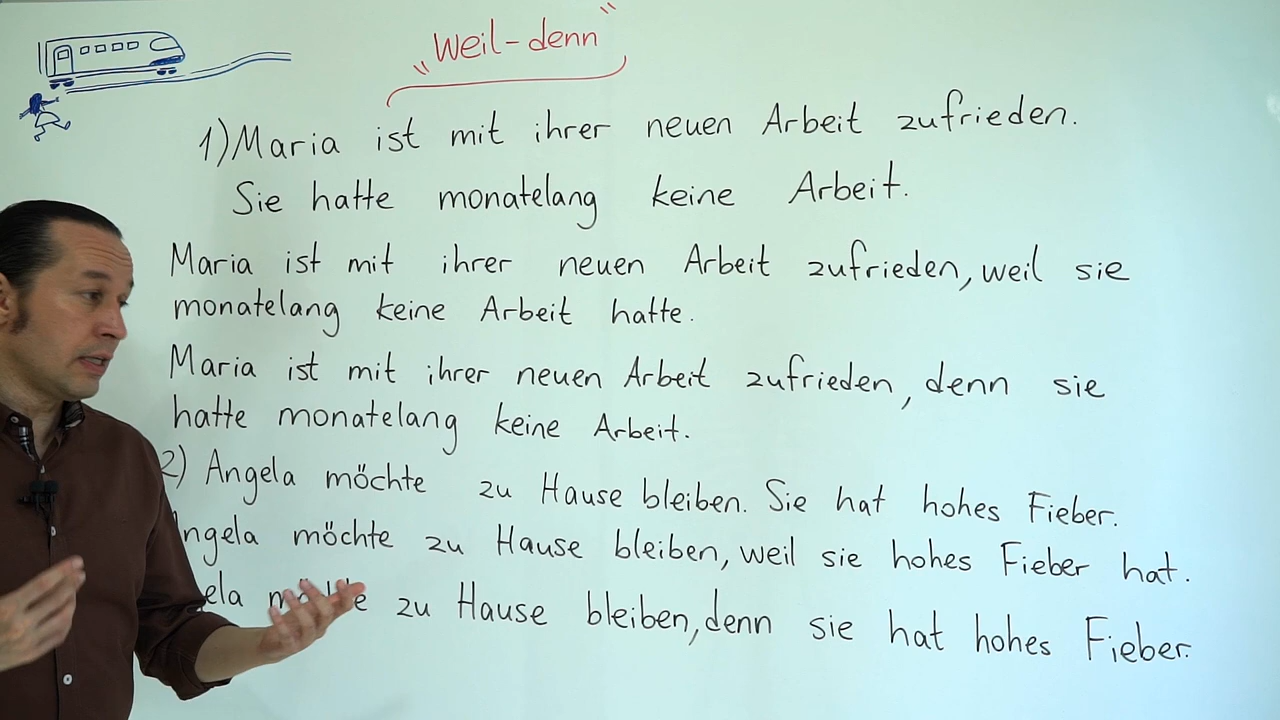 "Weil-denn"
1) Maria ist mit ihrer neuen Arbeit zufrieden.
Sie hatte monatelang keine Arbeit.
Maria ist mit ihrer neuen Arbeit zufrieden, weil sie
monatelang keine Arbeit hatte.
Maria ist mit ihrer neuen Arbeit zufrieden, denn sie
hatte monatelang keine Arbeit.
2) Angela möchte zu Hause bleiben. Sie hat hohes Fieber.
ngela möchte zu Hause bleiben, weil sie hohes Fieber hat.
ela zu Hause bleiben, denn sie hat hohes Fieber.